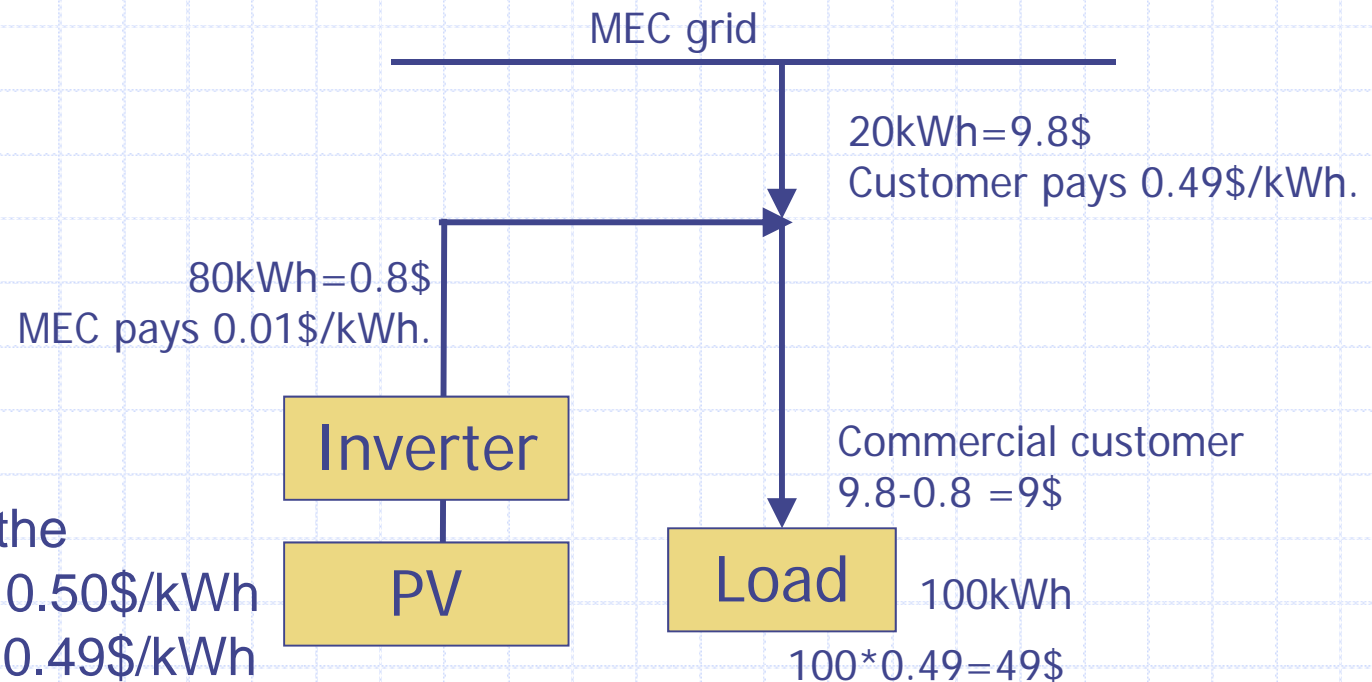 MEC grid
20kWh=9.8$
Customer pays 0.49$/kWh.
80kWh=0.8$
MEC pays 0.01$/kWh.
Inverter
Commercial customer
9.8-0.8 =9$
the
0.50$/kWh
0.49$/kWh
PV
Load
100kWh
100*0.49=49$